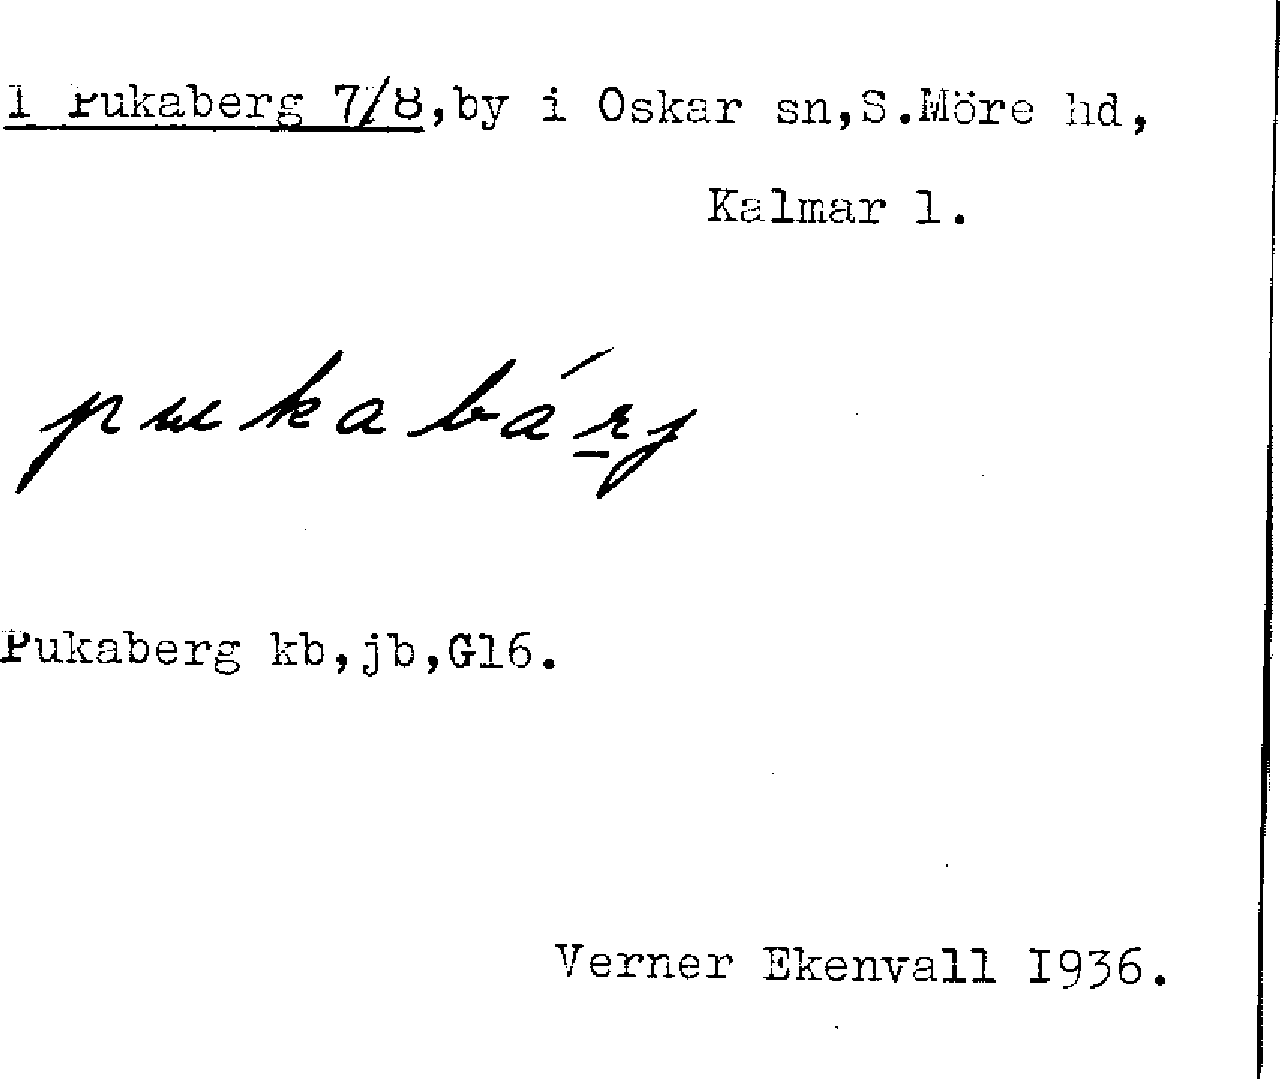 1 Pukaberg 7/8,by i Oskar sn,S.Möre hd,
Kalmar l.
pukabárj
Pukaberg kb,jb,G16.
Verner Ekenvall 1936.